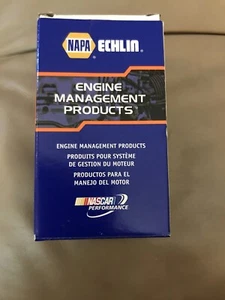 NAPA ECHLIN
ENGINE
MANAGEMENT
PRODUCTS™
ENGINE MANAGEMENT PRODUCTS
PRODUITS POUR SYSTÈME
DE GESTION DU MOTEUR
PRODUCTOS PARA EL
MANEJO DEL MOTOR
NASCAR
PERFORMANCE